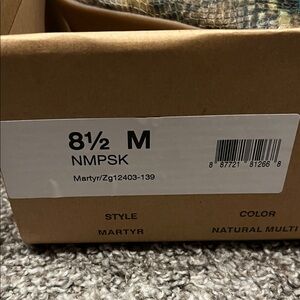 8½ M
NMPSK
Martyr/Zg12403-139
8 87721 81266 8
STYLE COLOR
MARTYR NATURAL MULTI